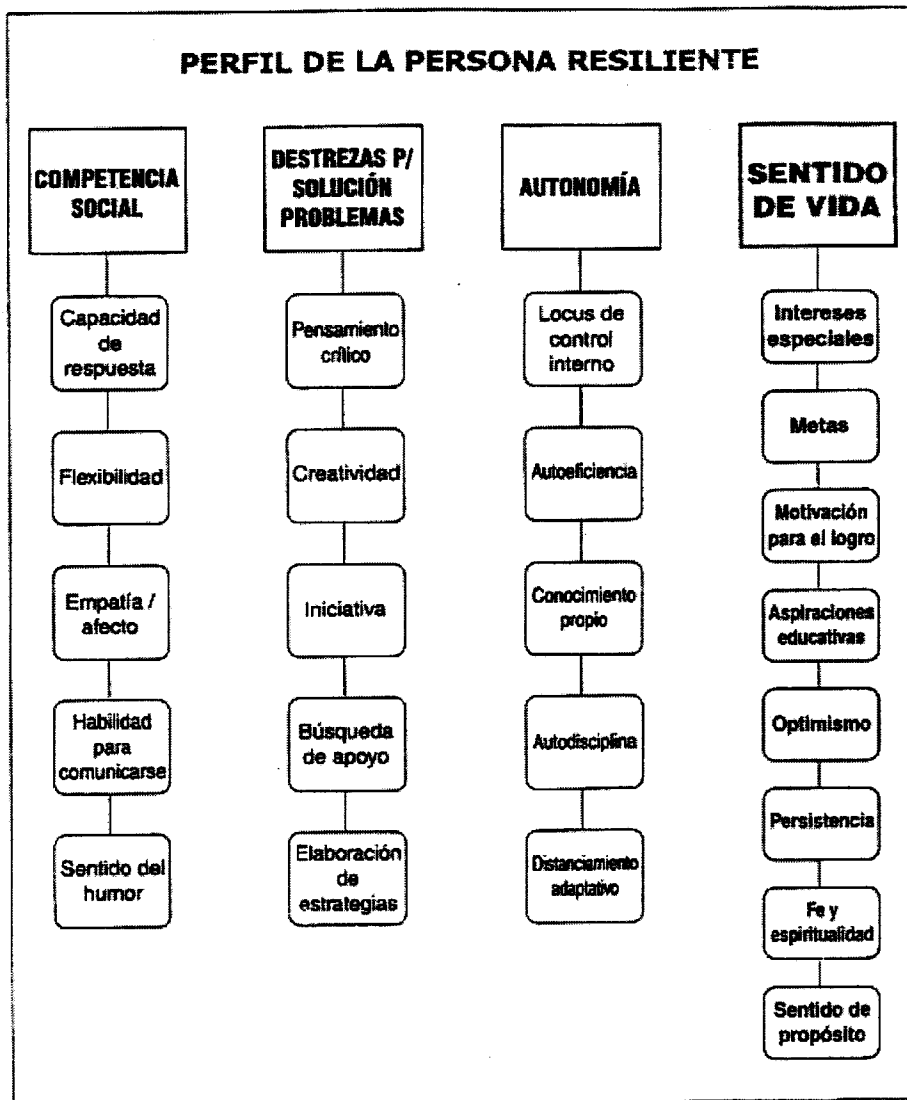 PERFIL DE LA PERSONA RESILIENTE
COMPETENCIA
SOCIAL
Capacidad
de
respuesta
Flexibilidad
Empatía /
afecto
Habilidad
para
comunicarse
Sentido del
humor
DESTREZAS P/
SOLUCIÓN
PROBLEMAS
Pensamiento
crítico
Creatividad
Iniciativa
Búsqueda
de apoyo
Elaboración
de
estrategias
AUTONOMÍA
Locus de
control
interno
Autoeficiencia
Conocimiento
propio
Autodisciplina
Distanciamiento
adaptativo
SENTIDO
DE VIDA
Intereses
especiales
Metas
Motivación
para el logro
Aspiraciones
educativas
Optimismo
Persistencia
Fe y
espiritualidad
Sentido de
propósito